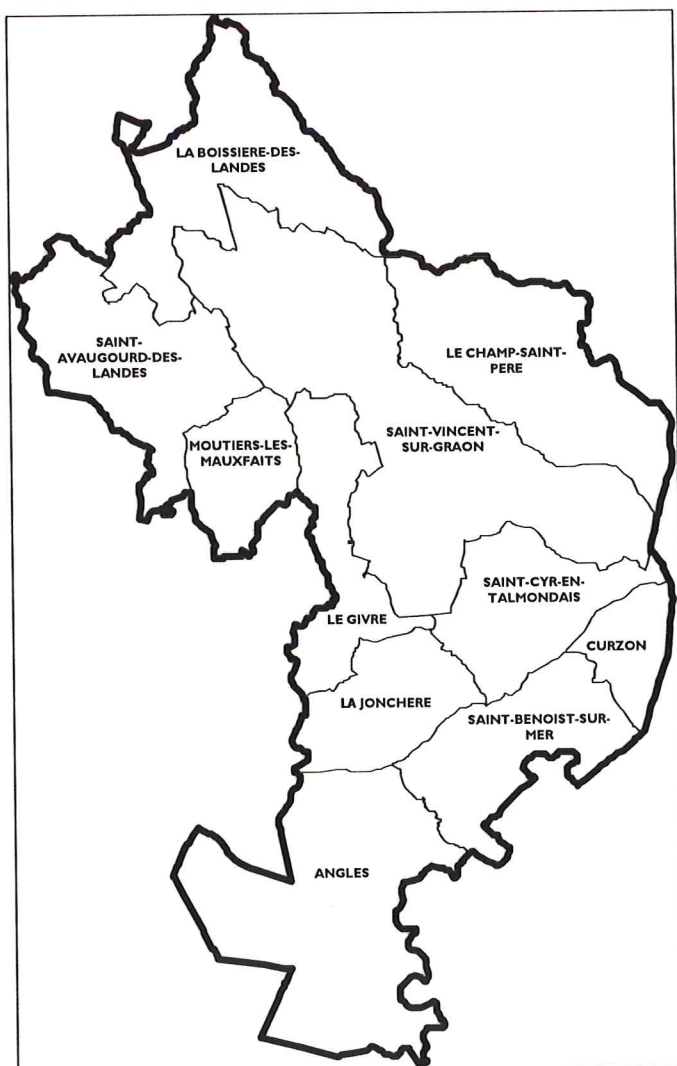 LA BOISSIERE-DES-
LANDES
SAINT-
AVAUGOURD-DES-
LANDES
LE CHAMP-SAINT-
PERE
MOUTIERS-LES-
MAUXFAITS
SAINT-VINCENT-
SUR-GRAON
SAINT-CYR-EN-
TALMONDAIS
LE GIVRE
CURZON
LA JONCHERE
SAINT-BENOIST-SUR-
MER
ANGLES